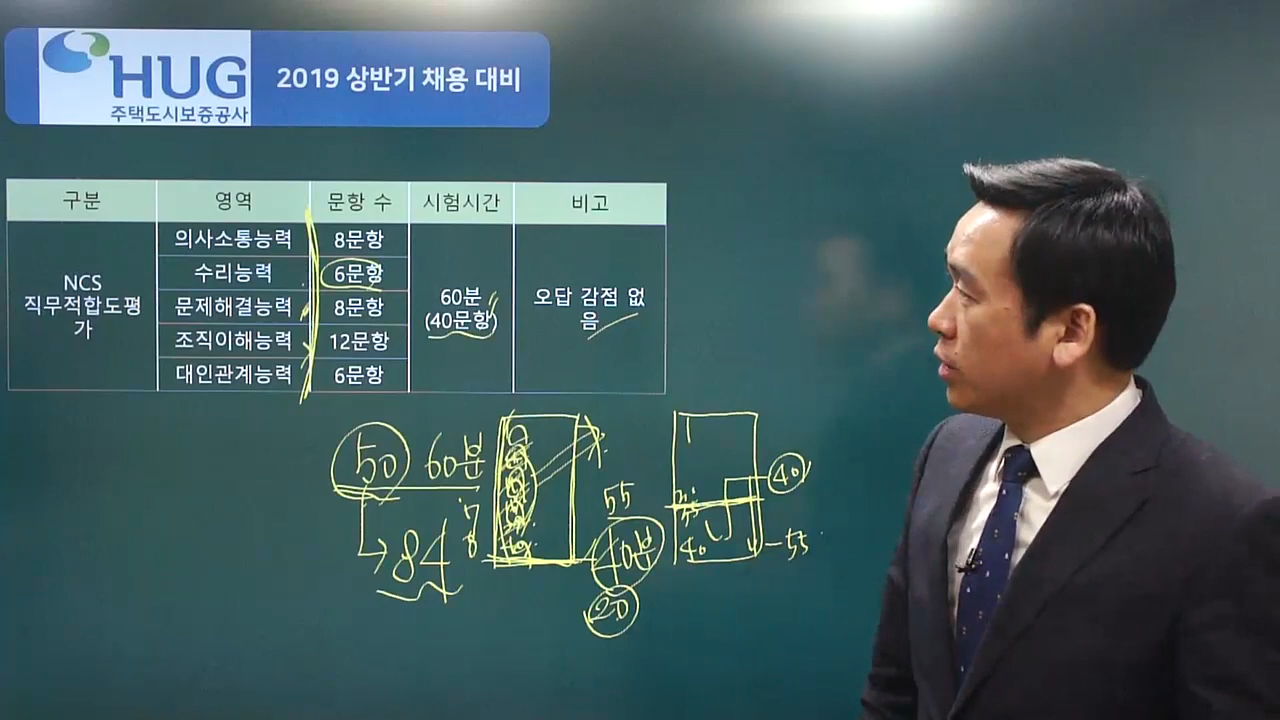 HUG
주택도시보증공사
2019 상반기 채용 대비
구분 영역 문항 수 시험시간 비고
NCS
직무적합도평
가
의사소통능력 8문항
수리능력 6문항
문제해결능력 8문항
조직이해능력 12문항
대인관계능력 6문항
60분
(40문항)
오답 감점 없
음
50 60분
84
55
40분
20
40
40
55